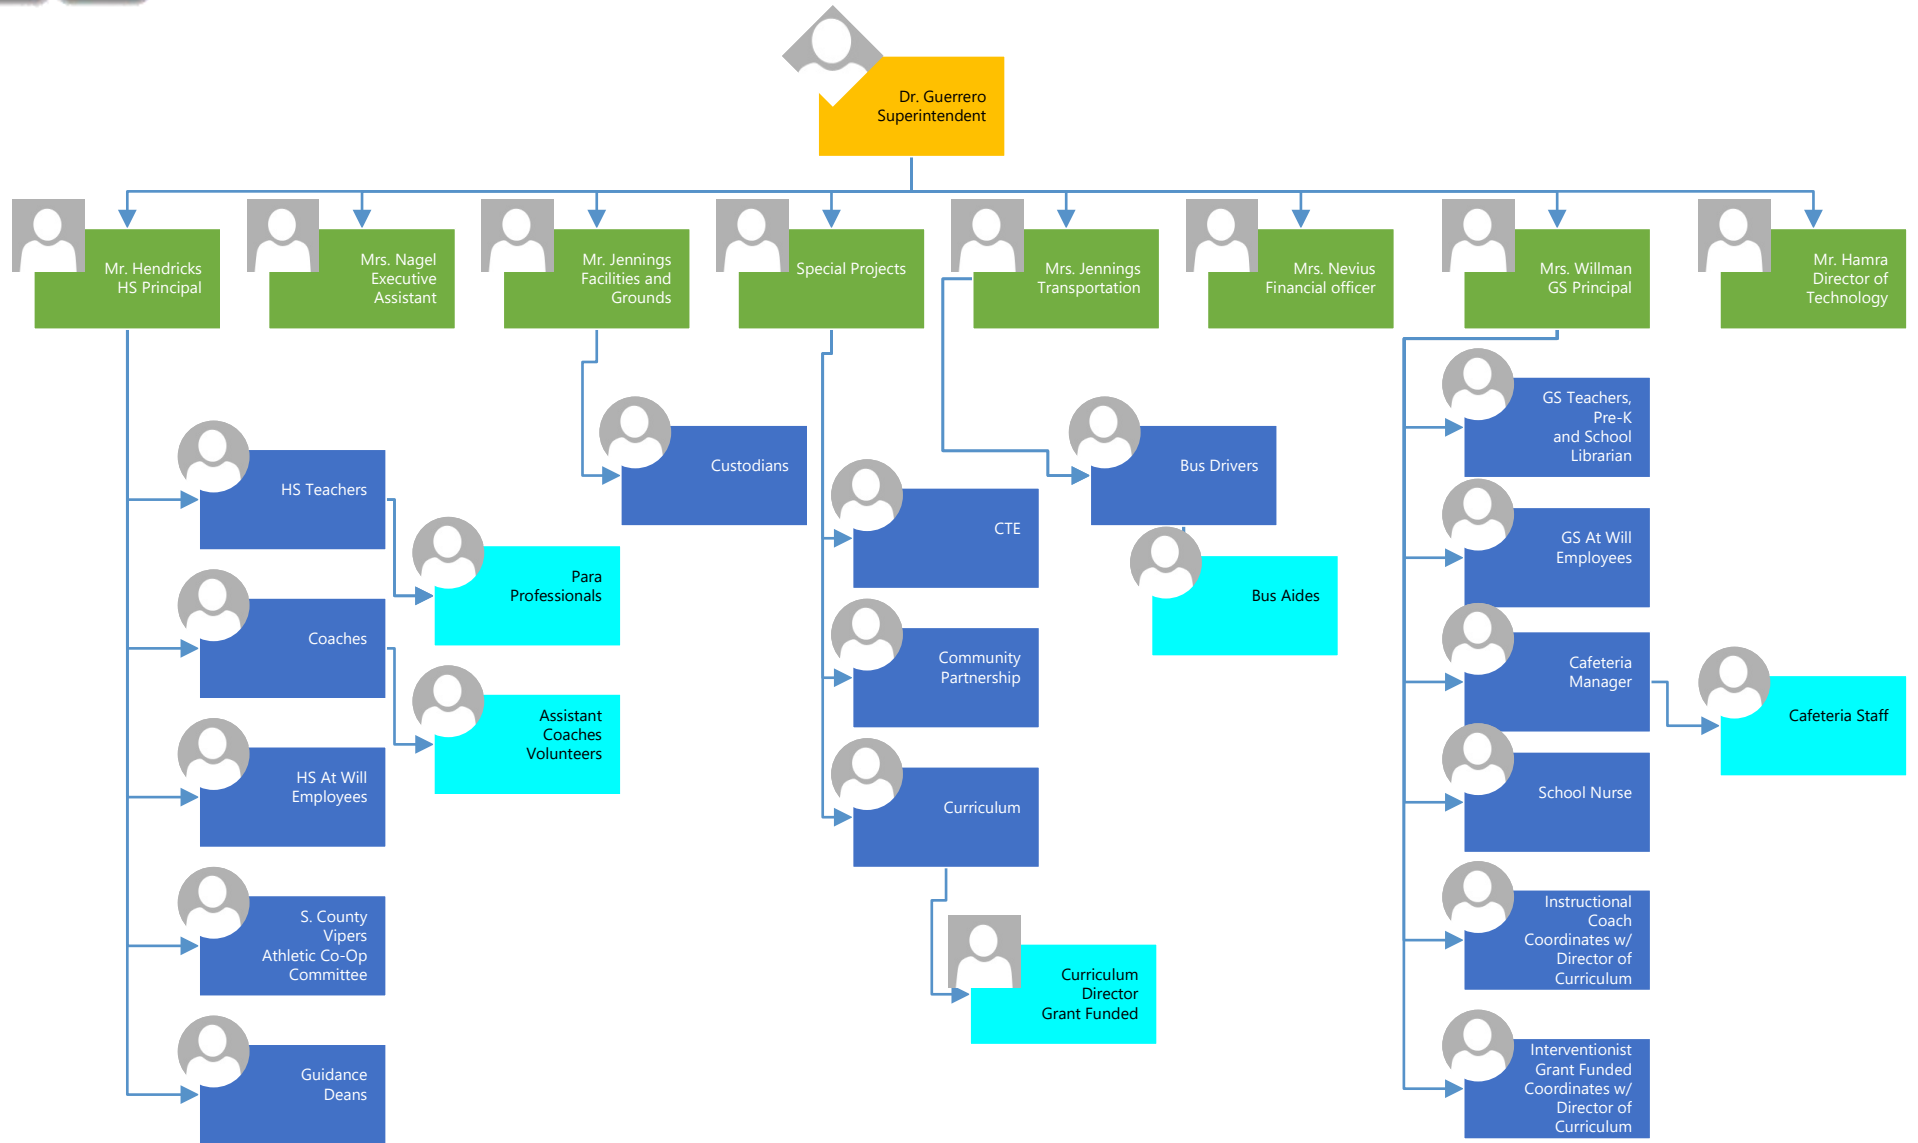 Dr. Guerrero
Superintendent
Mr. Hendricks
HS Principal
Mrs. Nagel
Executive
Assistant
Mr. Jennings
Facilities and
Grounds
Special Projects
Mrs. Jennings
Transportation
Mrs. Nevius
Financial officer
Mrs. Willman
GS Principal
Mr. Hamra
Director of
Technology
HS Teachers
Para
Professionals
Coaches
Assistant
Coaches
Volunteers
HS At Will
Employees
S. County
Vipers
Athletic Co-Op
Committee
Guidance
Deans
Custodians
CTE
Community
Partnership
Curriculum
Curriculum
Director
Grant Funded
Bus Drivers
Bus Aides
GS Teachers,
Pre-K
and School
Librarian
GS At Will
Employees
Cafeteria
Manager
Cafeteria Staff
School Nurse
Instructional
Coach
Coordinates w/
Director of
Curriculum
Interventionist
Grant Funded
Coordinates w/
Director of
Curriculum